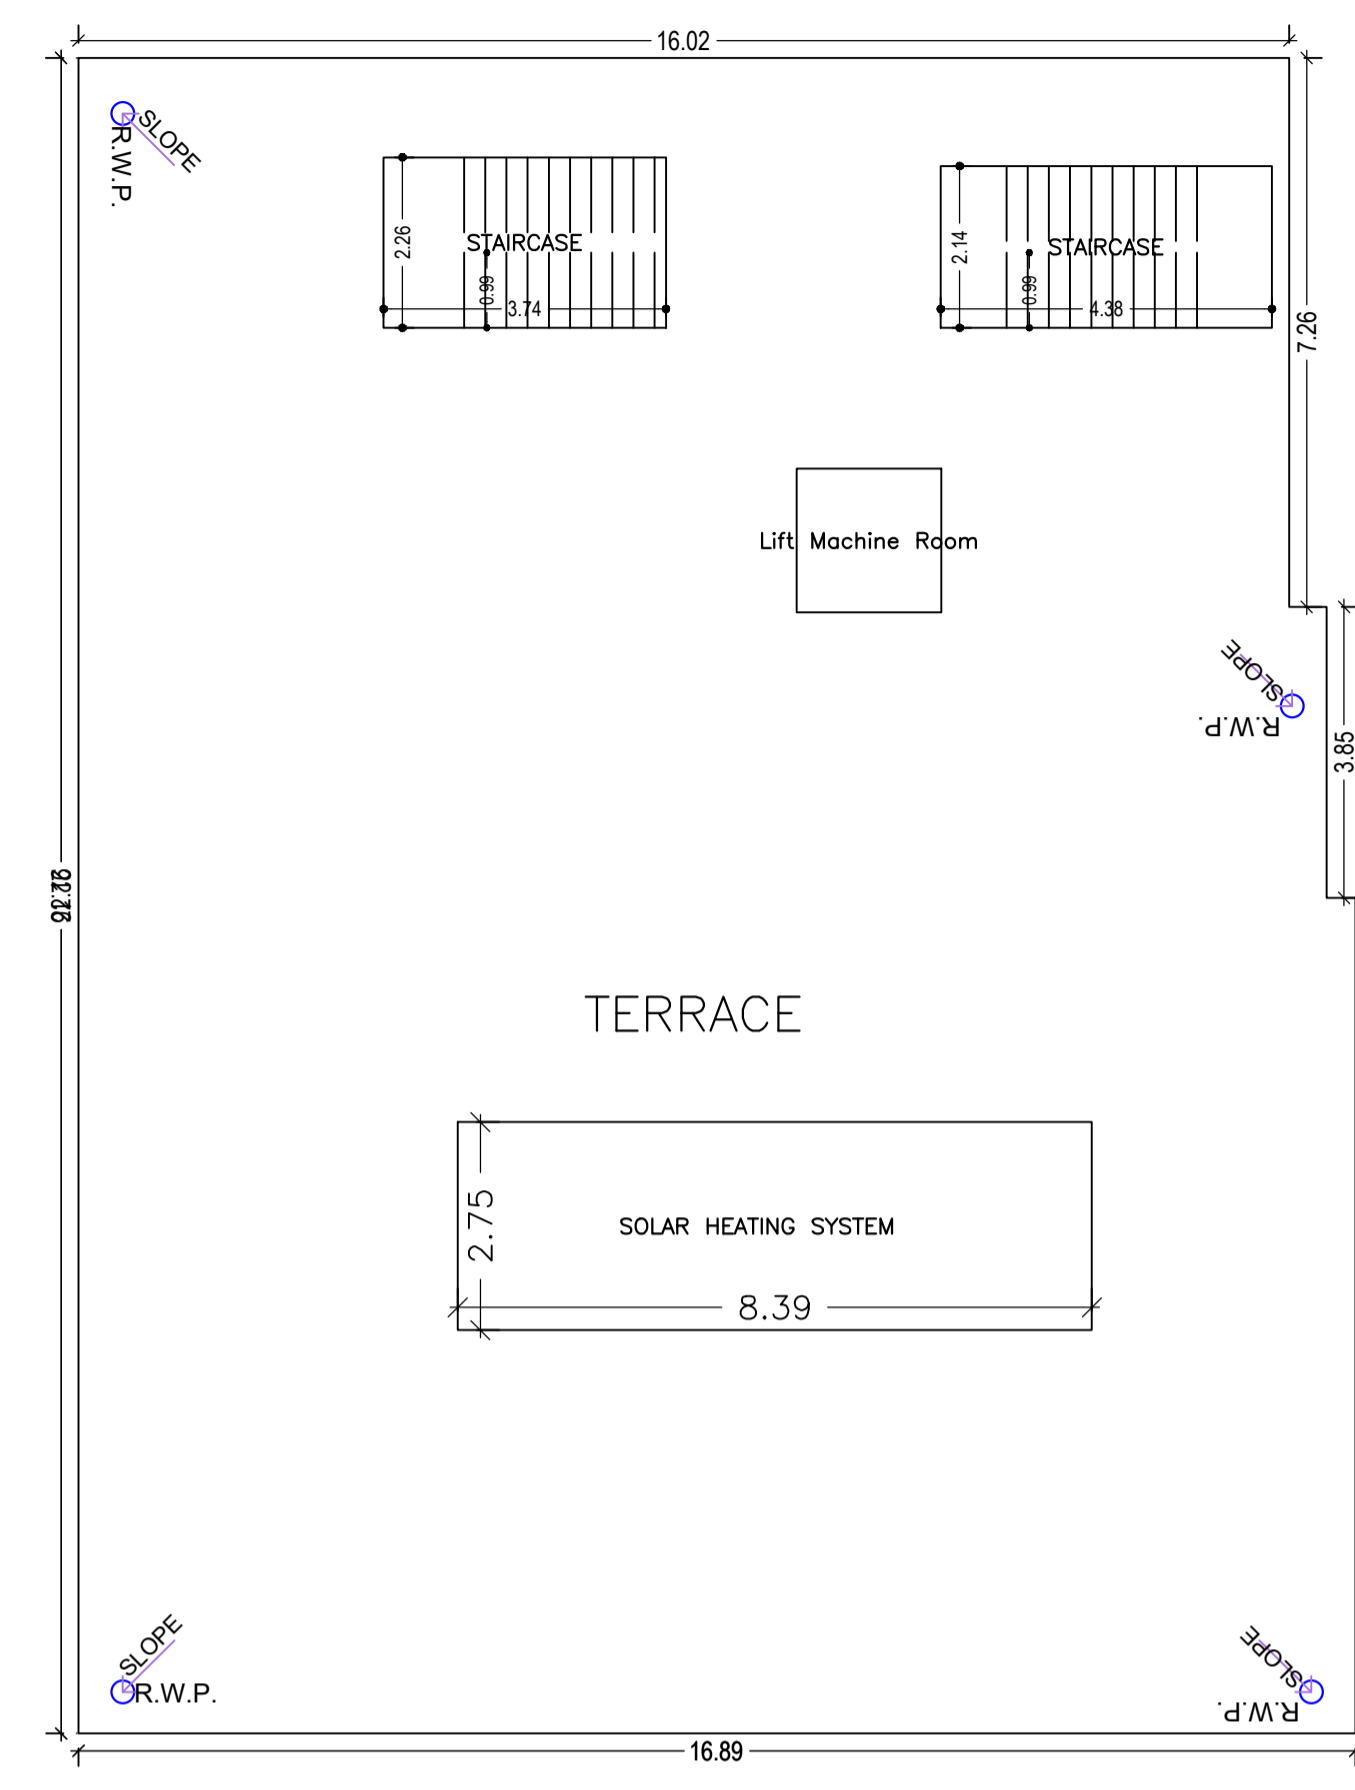 16.02
SLOPE
R.W.P.
2.26
STAIRCASE
0.99
3.74
2.14
STAIRCASE
0.99
4.38
7.26
Lift Machine Room
SLOPE
R.W.P.
3.85
TERRACE
2.75
SOLAR HEATING SYSTEM
8.39
SLOPE
R.W.P.
SLOPE
R.W.P.
16.89